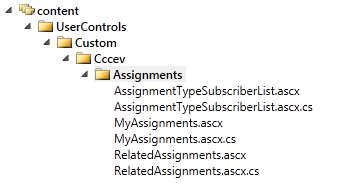 content
UserControls
Custom
Cccev
Assignments
AssignmentTypeSubscriberList.ascx
AssignmentTypeSubscriberList.ascx.cs
MyAssignments.ascx
MyAssignments.ascx.cs
RelatedAssignments.ascx
RelatedAssignments.ascx.cs